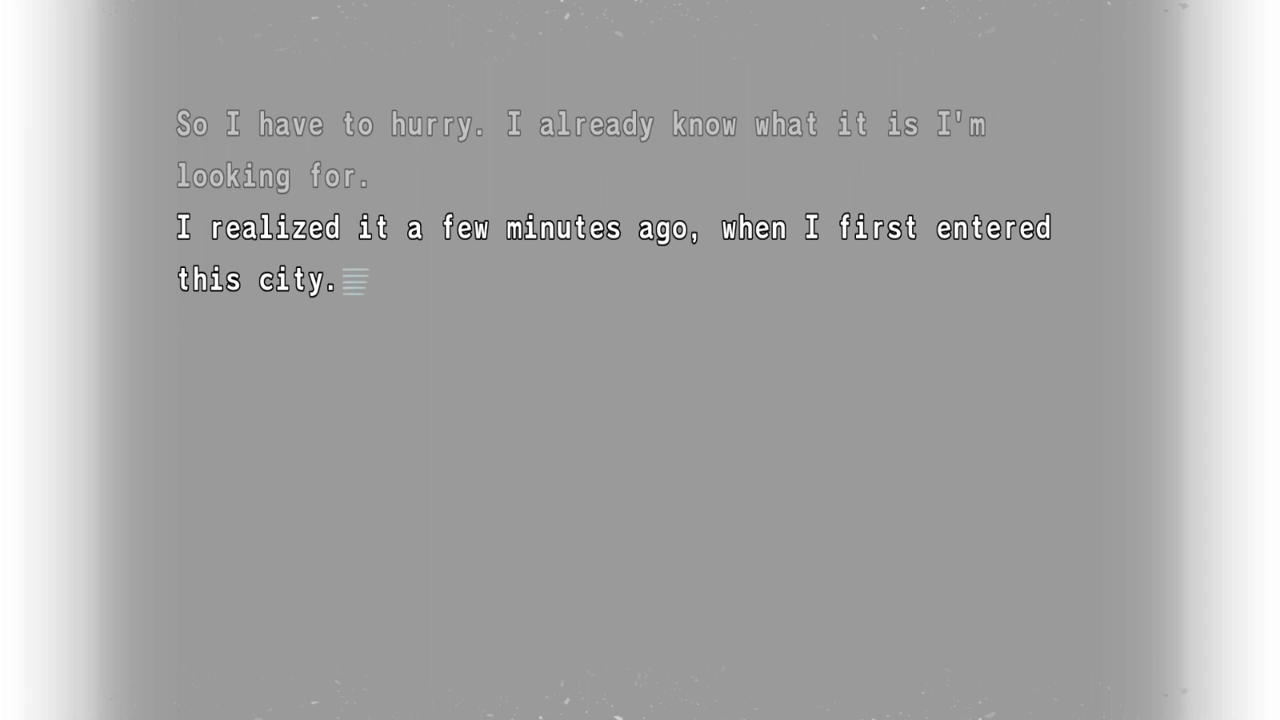 So I have to hurry. I already know what it is I'm
looking for.
I realized it a few minutes ago, when I first entered
this city.